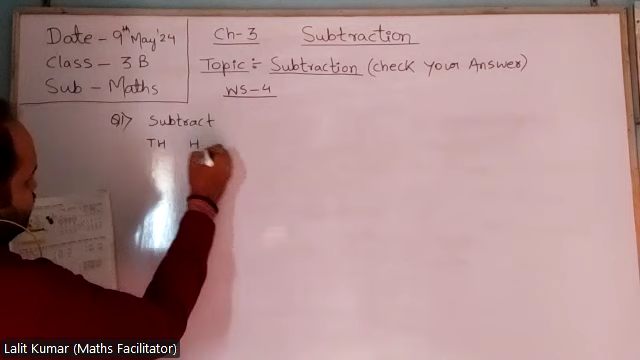 Date - 9th May'24
Class - 3 B
Sub - Maths
Ch-3 Subtraction
Topic :- Subtraction (check your Answer)
WS-4
Q1) Subtract
TH H
Lalit Kumar (Maths Facilitator)